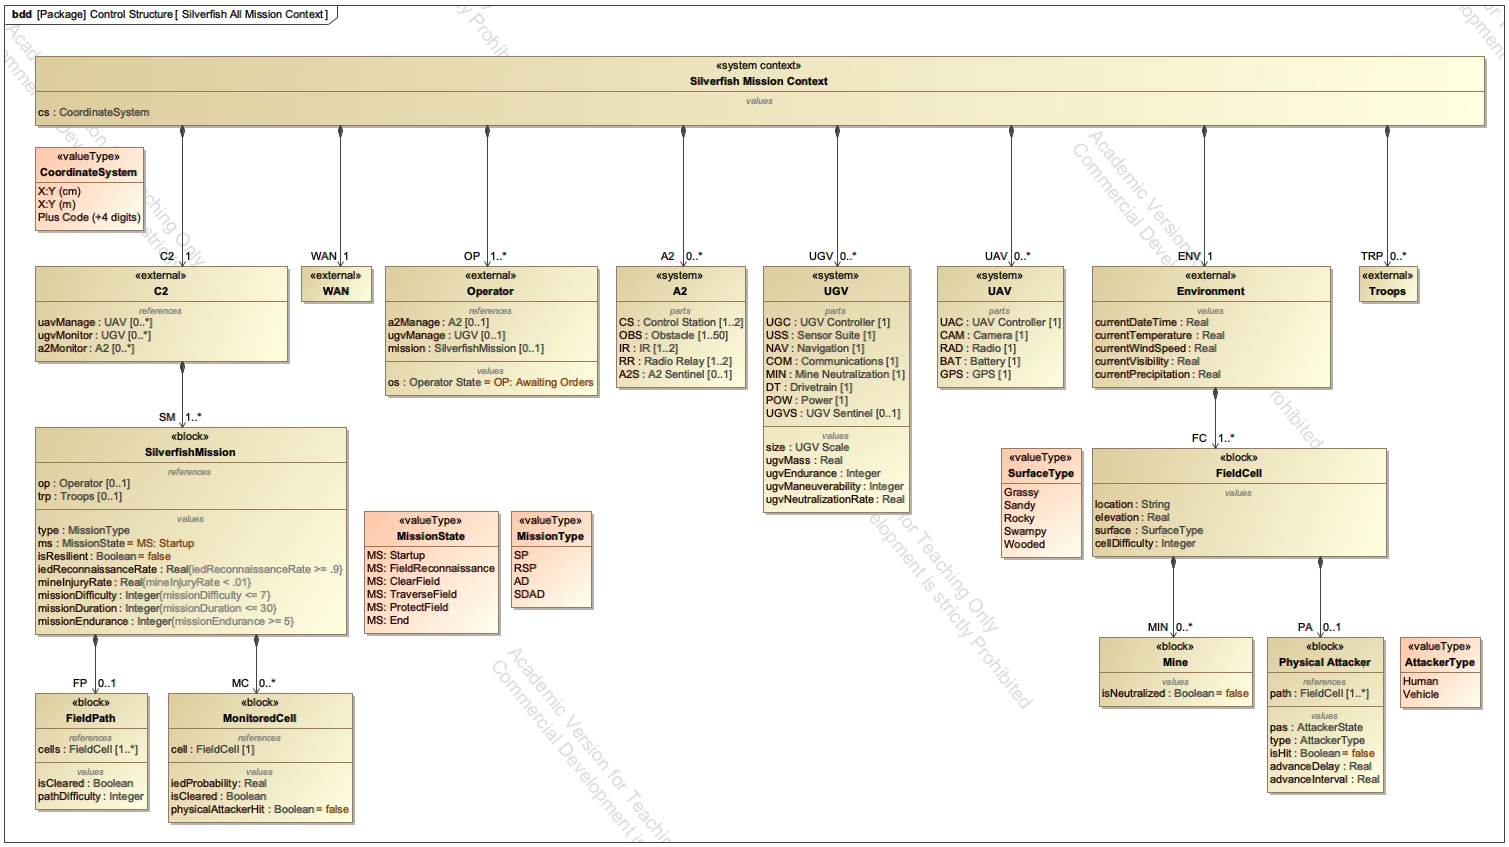 bdd [Package] Control Structure [ Silverfish All Mission Context]
«system context»
Silverfish Mission Context
values
cs : CoordinateSystem
«valueType»
CoordinateSystem
X:Y (cm)
X:Y (m)
Plus Code (+4 digits)
C2 1
WAN 1
OP 1..*
A2 0..*
UGV 0..*
UAV 0..*
ENV 1
TRP 0..*
«external»
C2
references
uavManage : UAV [0..*]
ugvMonitor : UGV [0..*]
a2Monitor : A2 [0..*]
«external»
WAN
«external»
Operator
references
a2Manage : A2 [0..1]
ugvManage : UGV [0..1]
mission : SilverfishMission [0..1]
values
os : Operator State = OP: Awaiting Orders
«system»
A2
parts
CS : Control Station [1..2]
OBS : Obstacle [1..50]
IR : IR [1..2]
RR : Radio Relay [1..2]
A2S : A2 Sentinel [0..1]
«system»
UGV
parts
UGC : UGV Controller [1]
USS : Sensor Suite [1]
NAV : Navigation [1]
COM : Communications [1]
MIN : Mine Neutralization [1]
DT : Drivetrain [1]
POW : Power [1]
UGVS : UGV Sentinel [0..1]
values
size : UGV Scale
ugvMass : Real
ugvEndurance : Integer
ugvManeuverability : Integer
ugvNeutralizationRate : Real
«system»
UAV
parts
UAC : UAV Controller [1]
CAM : Camera [1]
RAD : Radio [1]
BAT : Battery [1]
GPS : GPS [1]
«external»
Environment
values
currentDateTime : Real
currentTemperature : Real
currentWindSpeed : Real
currentVisibility : Real
currentPrecipitation : Real
«external»
Troops
SM 1..*
«block»
SilverfishMission
references
op : Operator [0..1]
trp : Troops [0..1]
values
type : MissionType
ms : MissionState = MS: Startup
isResilient : Boolean = false
iedReconnaissanceRate : Real{iedReconnaissanceRate >= .9}
mineInjuryRate : Real{mineInjuryRate < .01}
missionDifficulty : Integer{missionDifficulty <= 7}
missionDuration : Integer{missionDuration <= 30}
missionEndurance : Integer{missionEndurance >= 5}
«valueType»
MissionState
MS: Startup
MS: FieldReconnaissance
MS: ClearField
MS: TraverseField
MS: ProtectField
MS: End
«valueType»
MissionType
SP
RSP
AD
SDAD
FC 1..*
«valueType»
SurfaceType
Grassy
Sandy
Rocky
Swampy
Wooded
«block»
FieldCell
values
location : String
elevation : Real
surface : SurfaceType
cellDifficulty : Integer
FP 0..1
MC 0..*
«block»
FieldPath
references
cells : FieldCell [1..*]
values
isCleared : Boolean
pathDifficulty : Integer
«block»
MonitoredCell
references
cell : FieldCell [1]
values
iedProbability: Real
isCleared : Boolean
physicalAttackerHit : Boolean = false
MIN 0..*
PA 0..1
«block»
Mine
values
isNeutralized : Boolean = false
«block»
Physical Attacker
references
path : FieldCell [1..*]
values
pas : AttackerState
type : AttackerType
isHit : Boolean = false
advanceDelay : Real
advanceInterval : Real
«valueType»
AttackerType
Human
Vehicle
Academic Version for Teaching Only
Commercial Development is strictly Prohibited